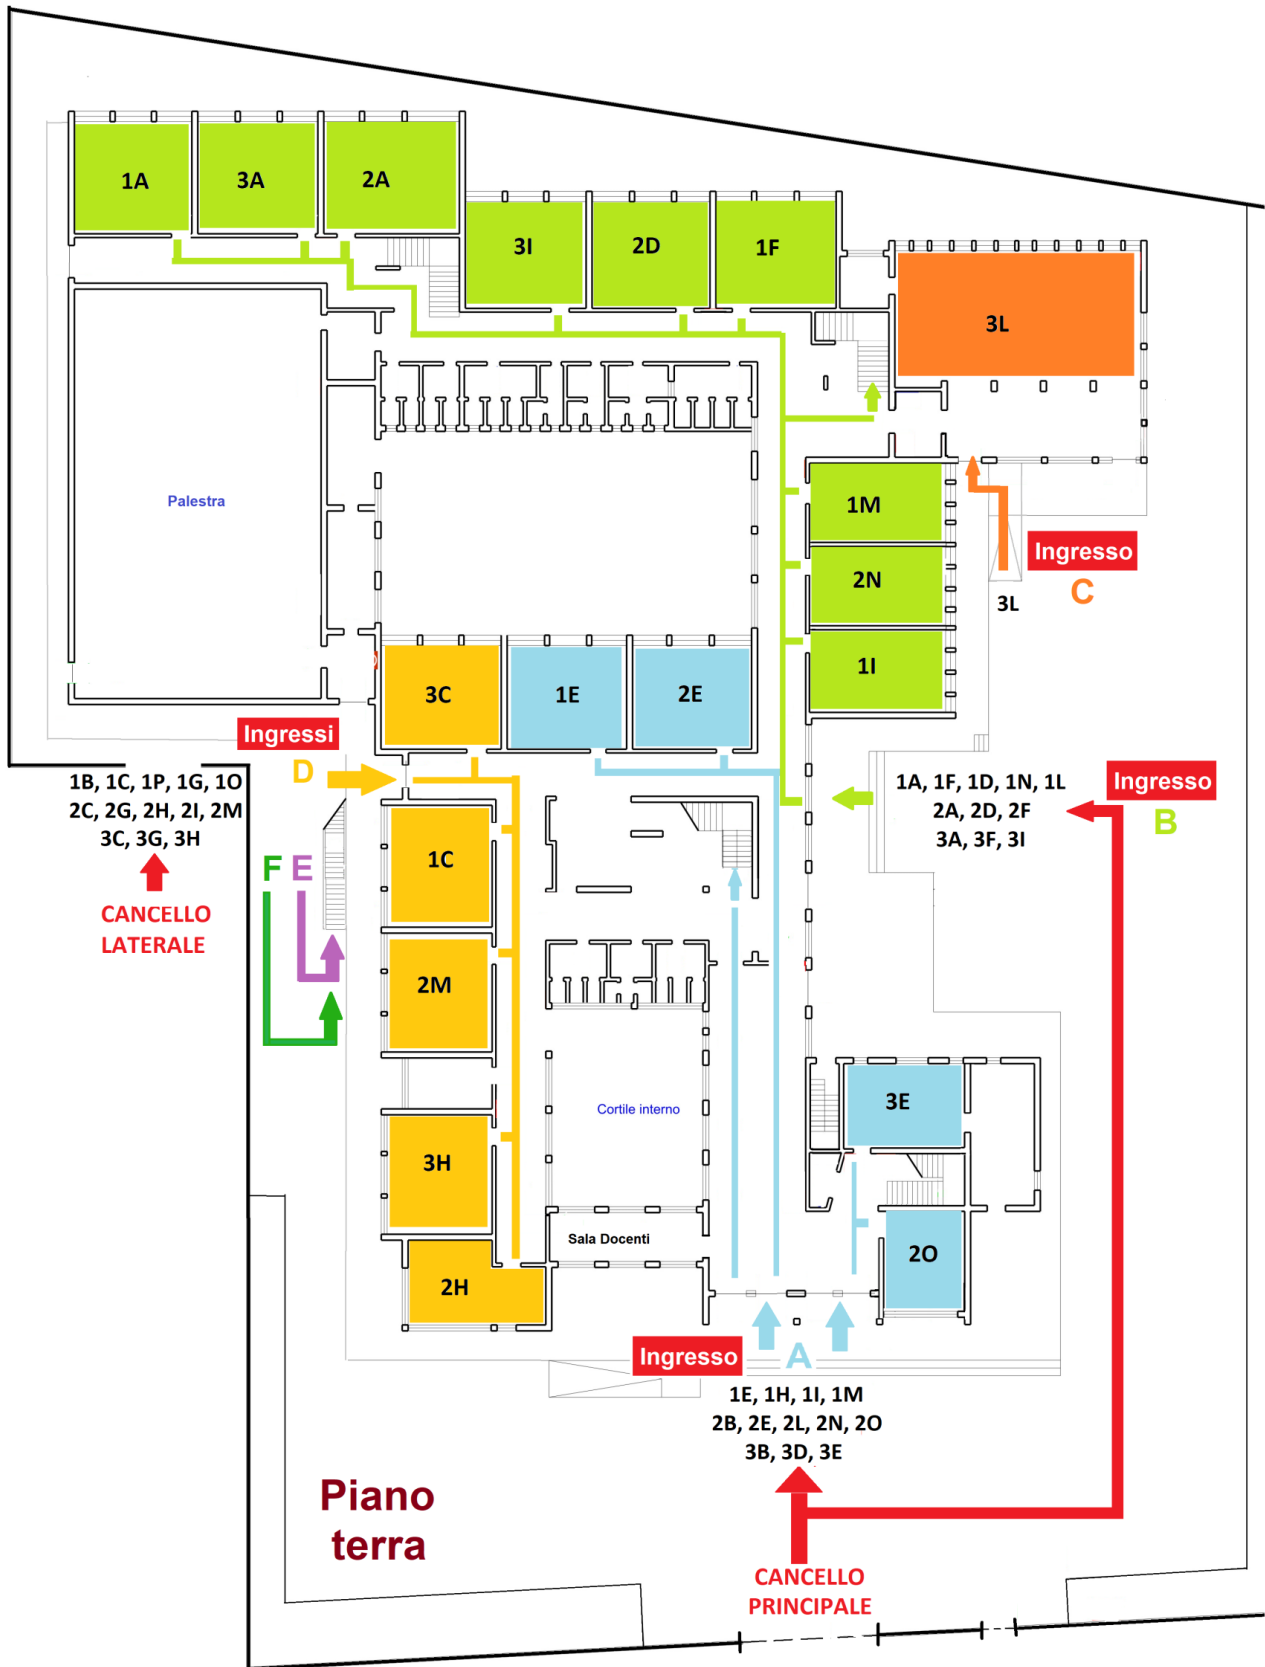 1A
3A
2A
3I
2D
1F
3L
Palestra
1M
2N
1I
Ingresso
C
3L
3C
1E
2E
Ingressi
D
1B, 1C, 1P, 1G, 1O
2C, 2G, 2H, 2I, 2M
3C, 3G, 3H
CANCELLO
LATERALE
F E
1C
2M
3H
2H
1A, 1F, 1D, 1N, 1L
2A, 2D, 2F
3A, 3F, 3I
Ingresso
B
Cortile interno
Sala Docenti
3E
2O
Ingresso
A
1E, 1H, 1I, 1M
2B, 2E, 2L, 2N, 2O
3B, 3D, 3E
Piano
terra
CANCELLO
PRINCIPALE